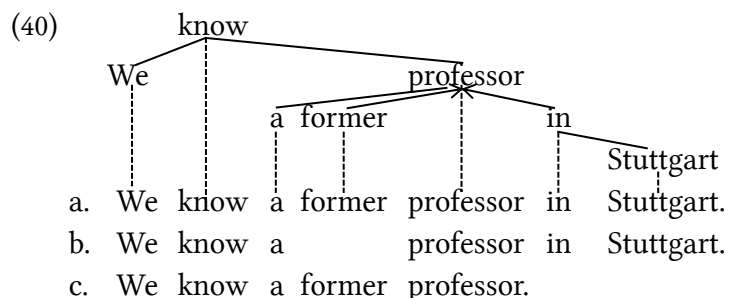 (40) know
We professor
a former in
Stuttgart
a. We know a former professor in Stuttgart.
b. We know a professor in Stuttgart.
c. We know a former professor.